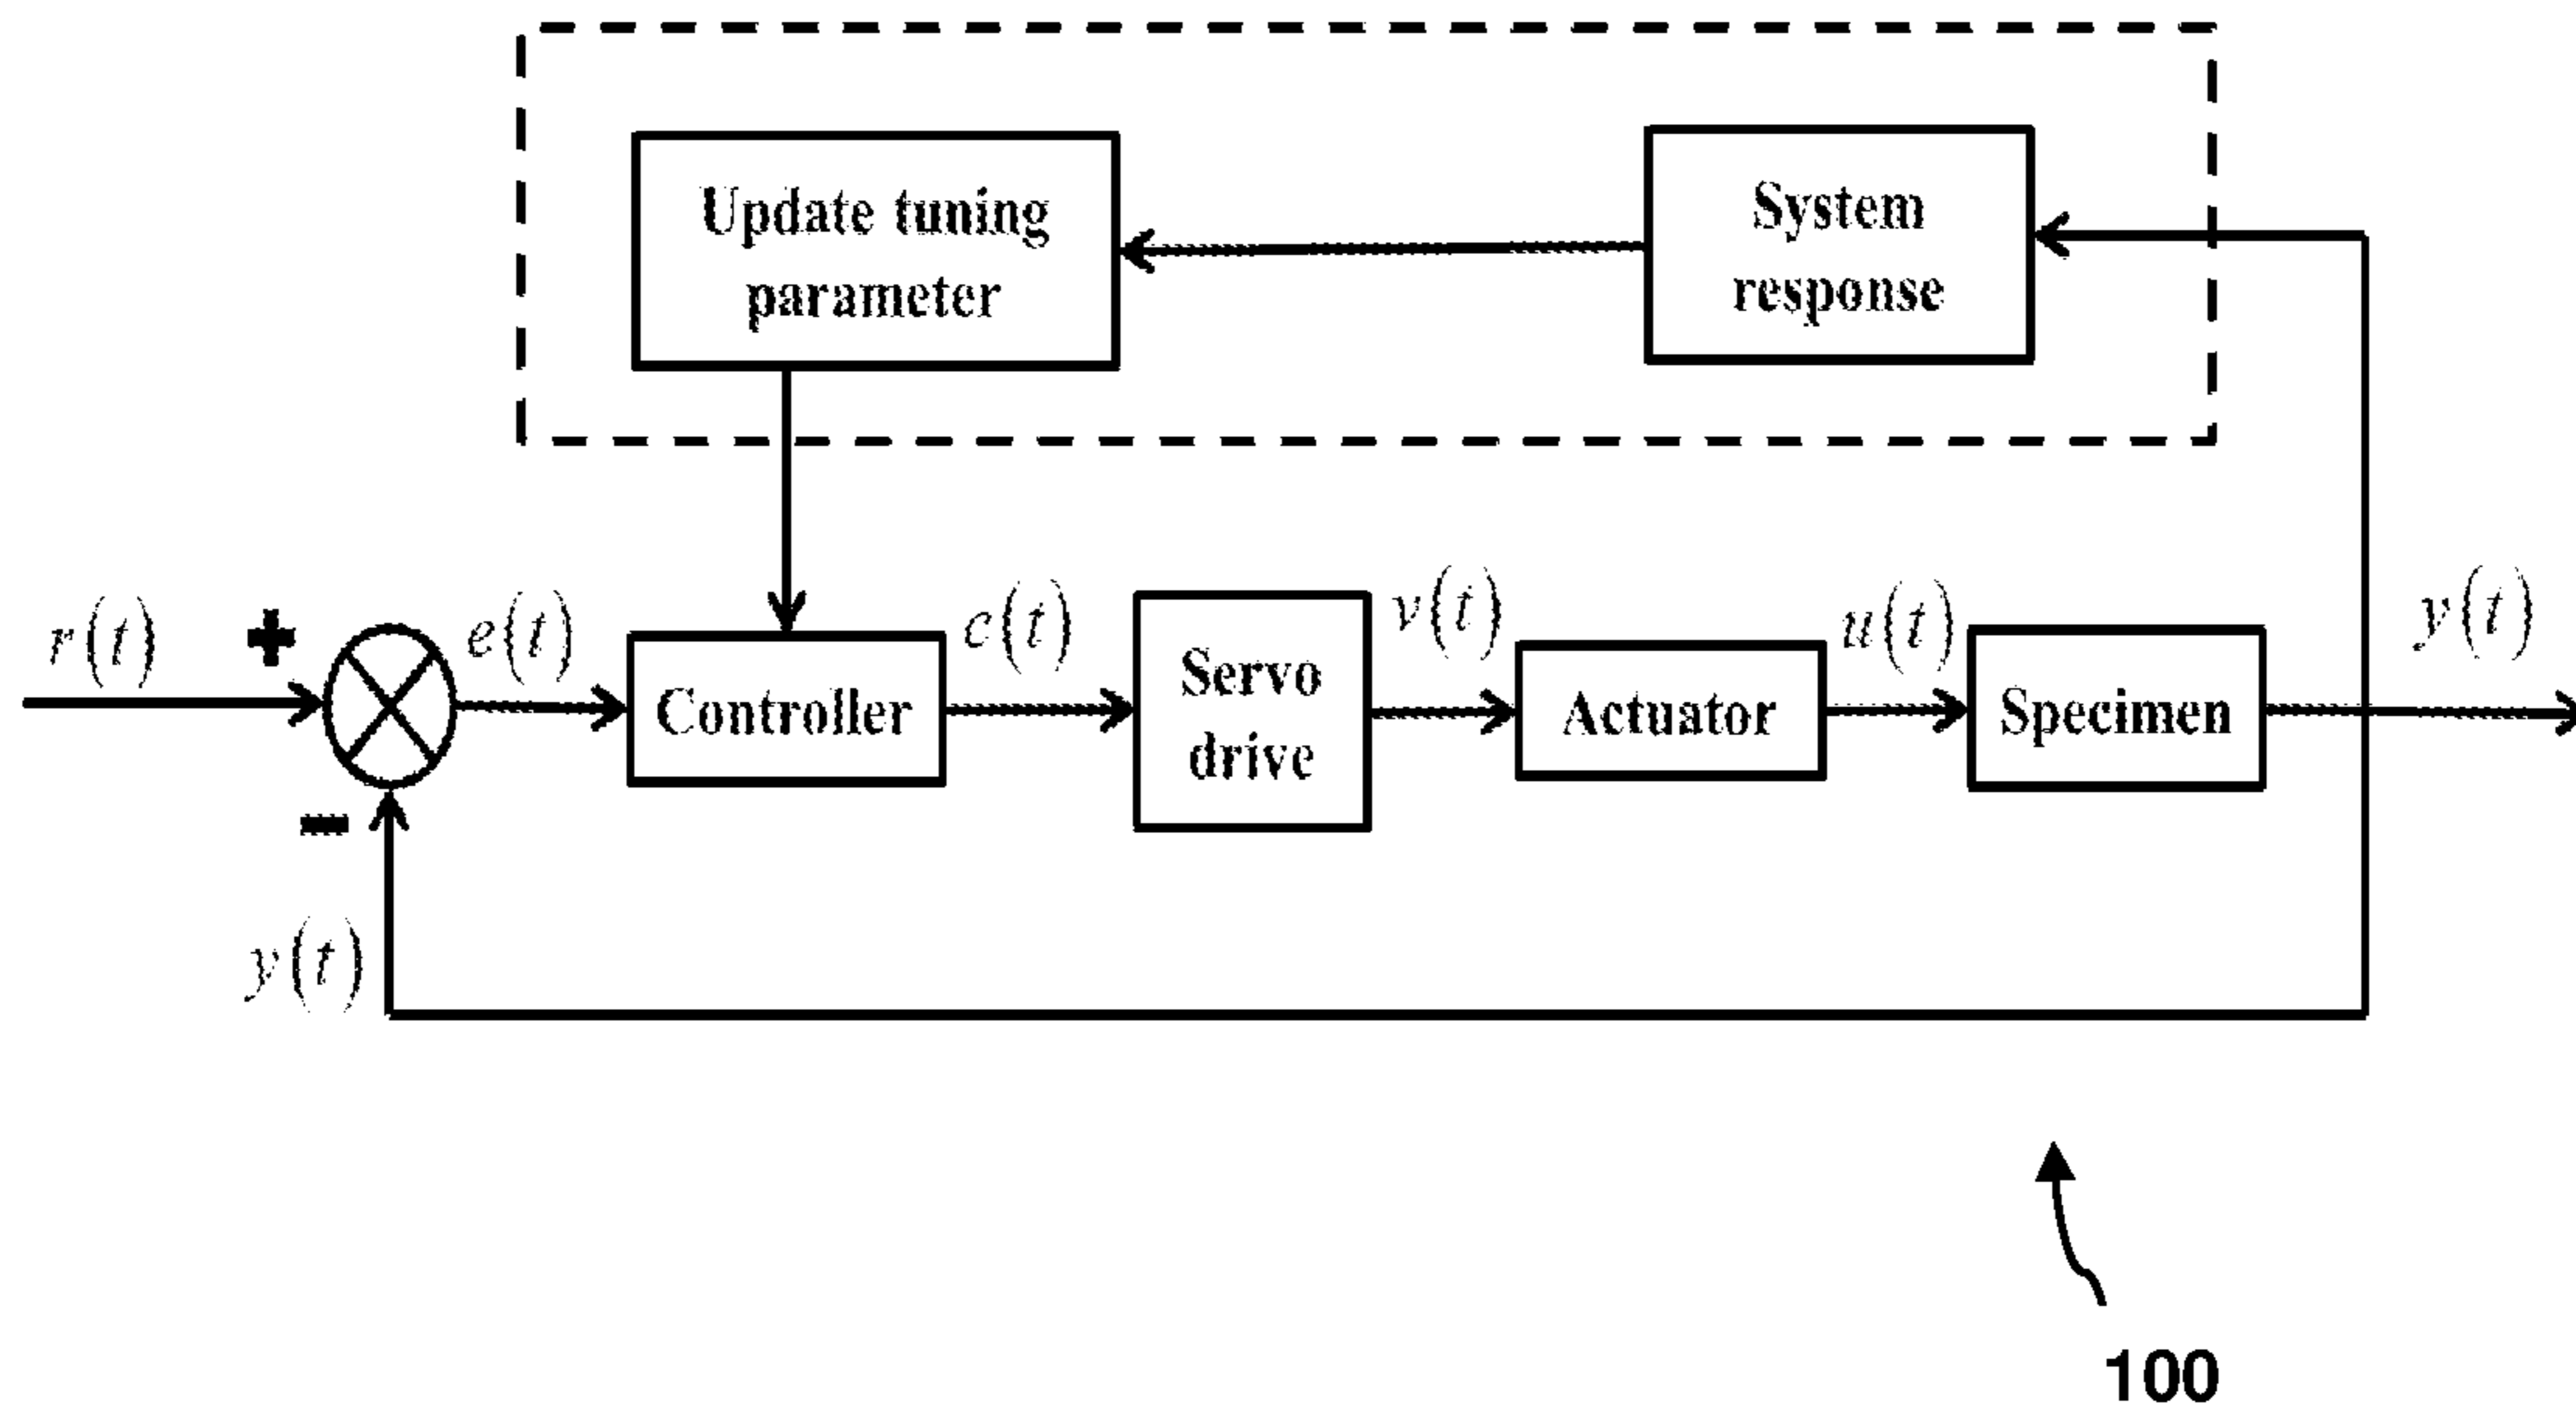 Update tuning
parameter
System
response
r(t)
+
e(t)
Controller
c(t)
Servo
drive
v(t)
Actuator
u(t)
Specimen
y(t)
−
y(t)
100